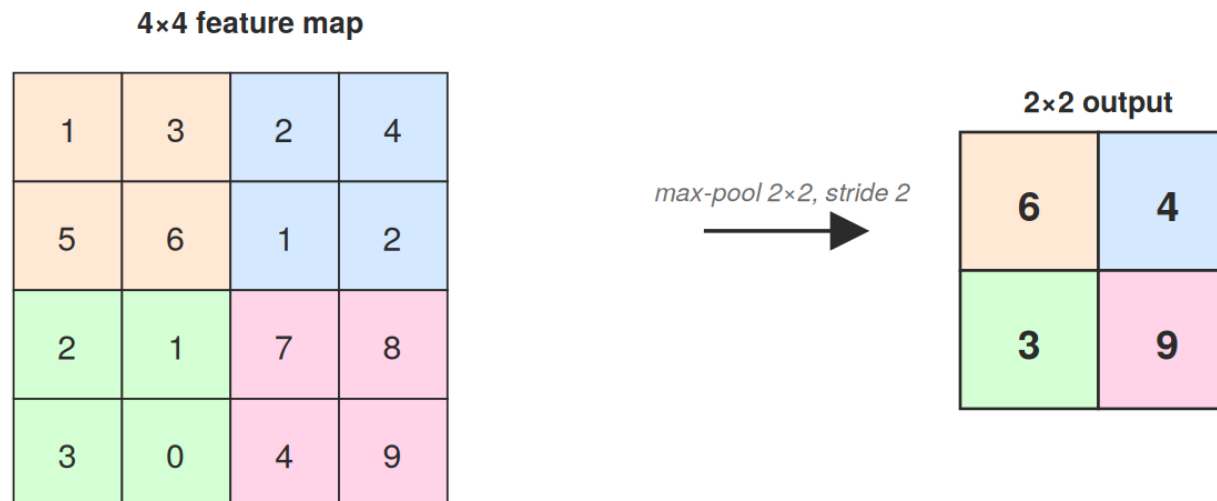 4×4 feature map
1 3 2 4
5 6 1 2
2 1 7 8
3 0 4 9
max-pool 2×2, stride 2
2×2 output
6 4
3 9